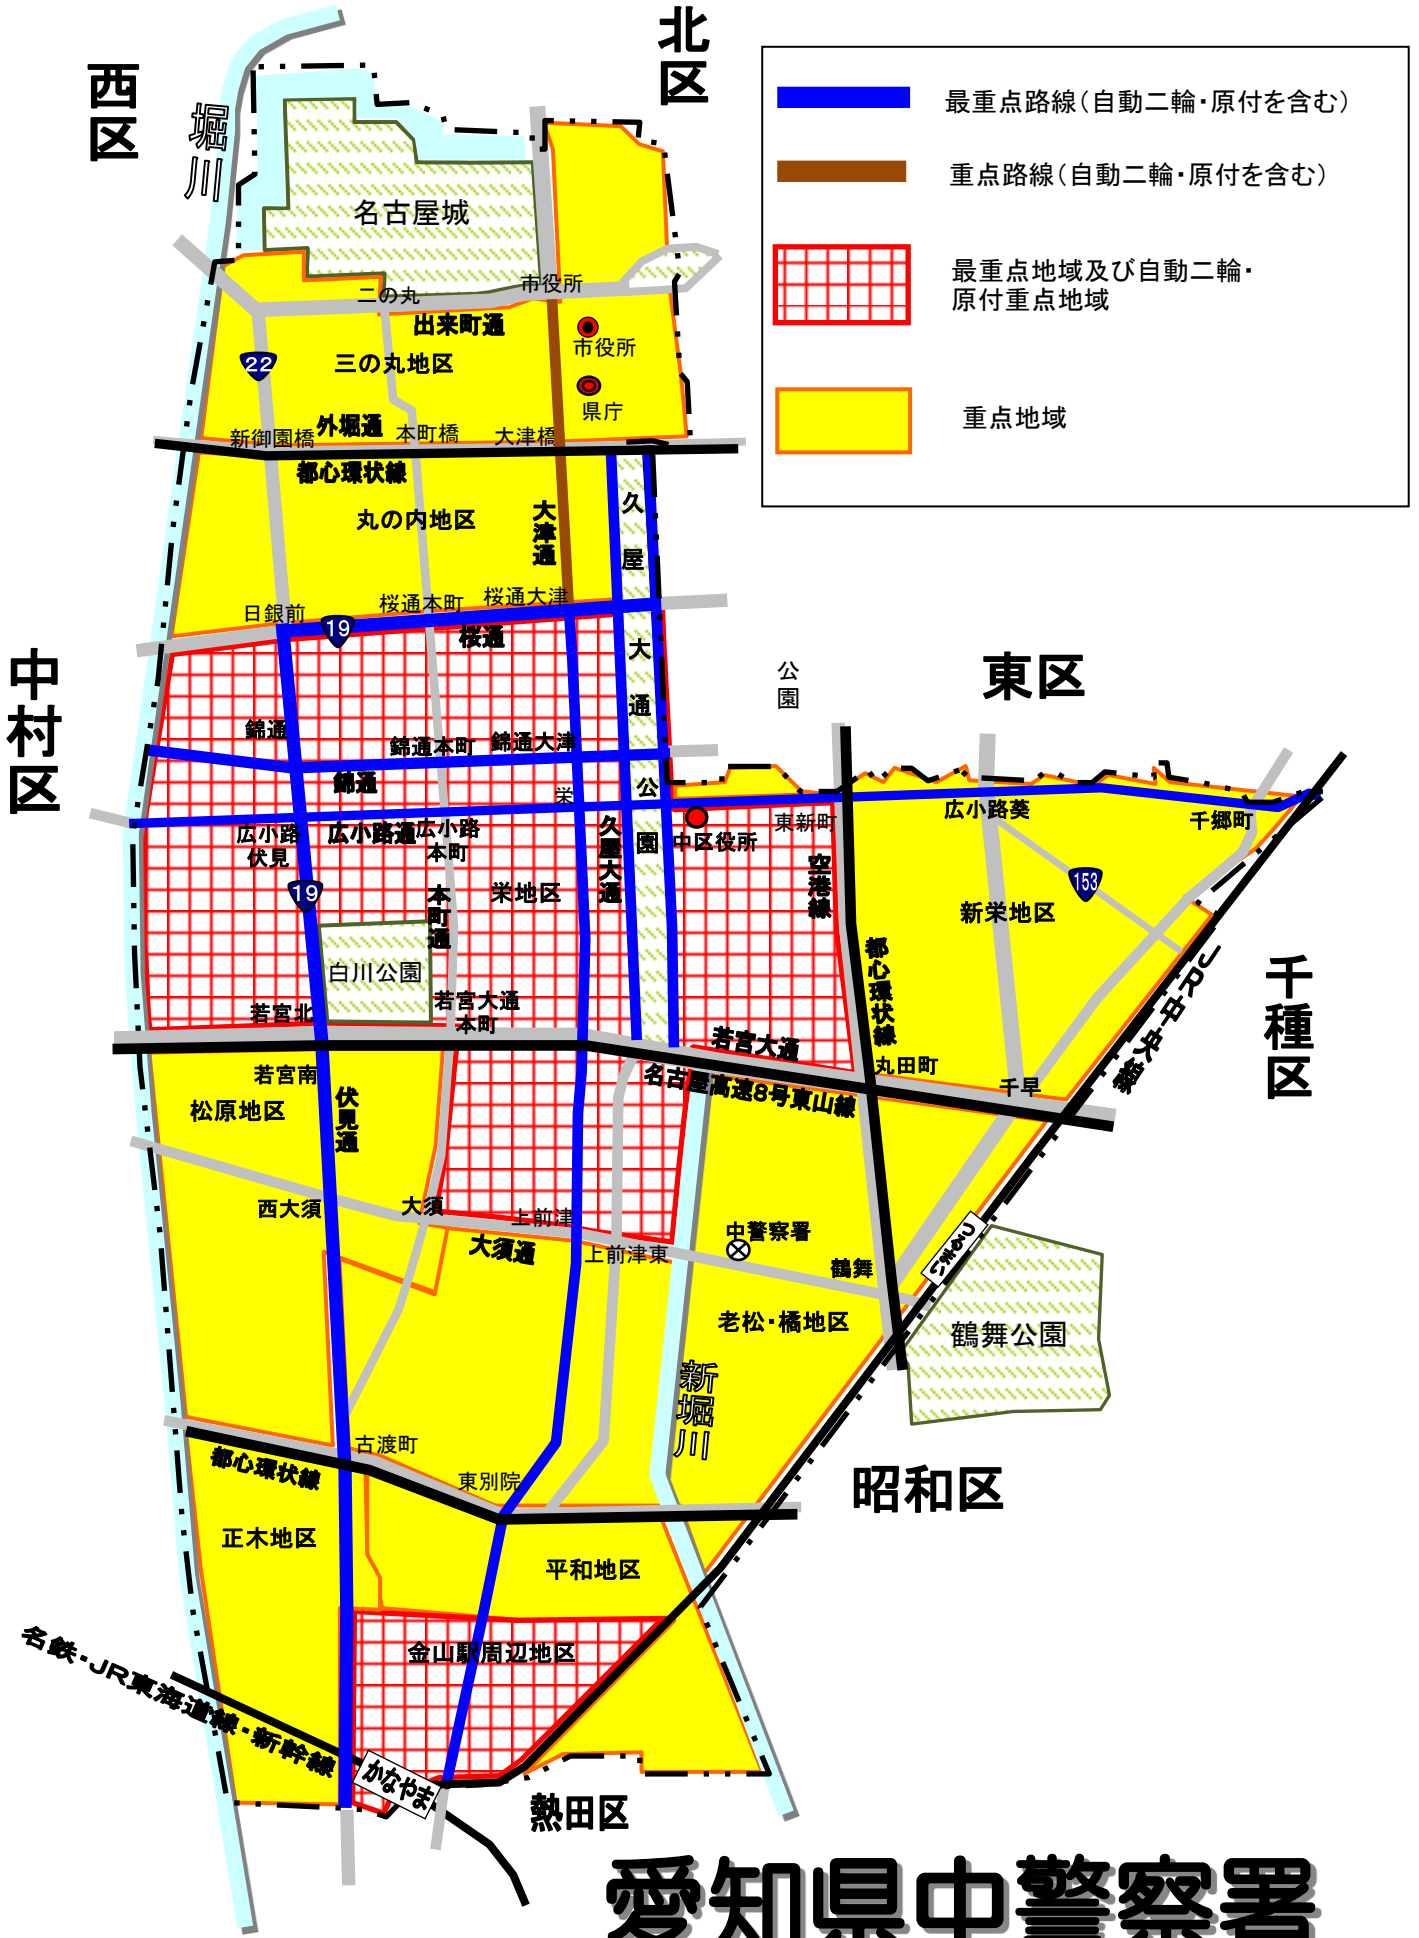 北区
西区
堀川
最重点路線(自動二輪・原付を含む)
重点路線(自動二輪・原付を含む)
最重点地域及び自動二輪・
原付重点地域
重点地域
名古屋城
二の丸
市役所
出来町通
市役所
22
三の丸地区
県庁
外堀通
新御園橋
本町橋
大津橋
都心環状線
丸の内地区
大津通
久屋大通公園
日銀前
桜通本町
桜通大津
19
桜通
中村区
公園
東区
錦通
錦通本町
錦通大津
錦通
栄
広小路
伏見
広小路通
広小路
本町
久屋大通
中区役所
東新町
広小路葵
千郷町
空港線
19
本町通
栄地区
153
新栄地区
白川公園
都心環状線
JR中央線
千種区
若宮北
若宮大通
本町
若宮大通
丸田町
千早
若宮南
名古屋高速8号東山線
松原地区
伏見通
西大須
大須
上前津
大須通
上前津東
中警察署
鶴舞
つるまい
老松・橘地区
鶴舞公園
新堀川
古渡町
都心環状線
東別院
昭和区
正木地区
平和地区
金山駅周辺地区
名鉄・JR東海道線・新幹線
かなやま
熱田区
愛知県中警察署